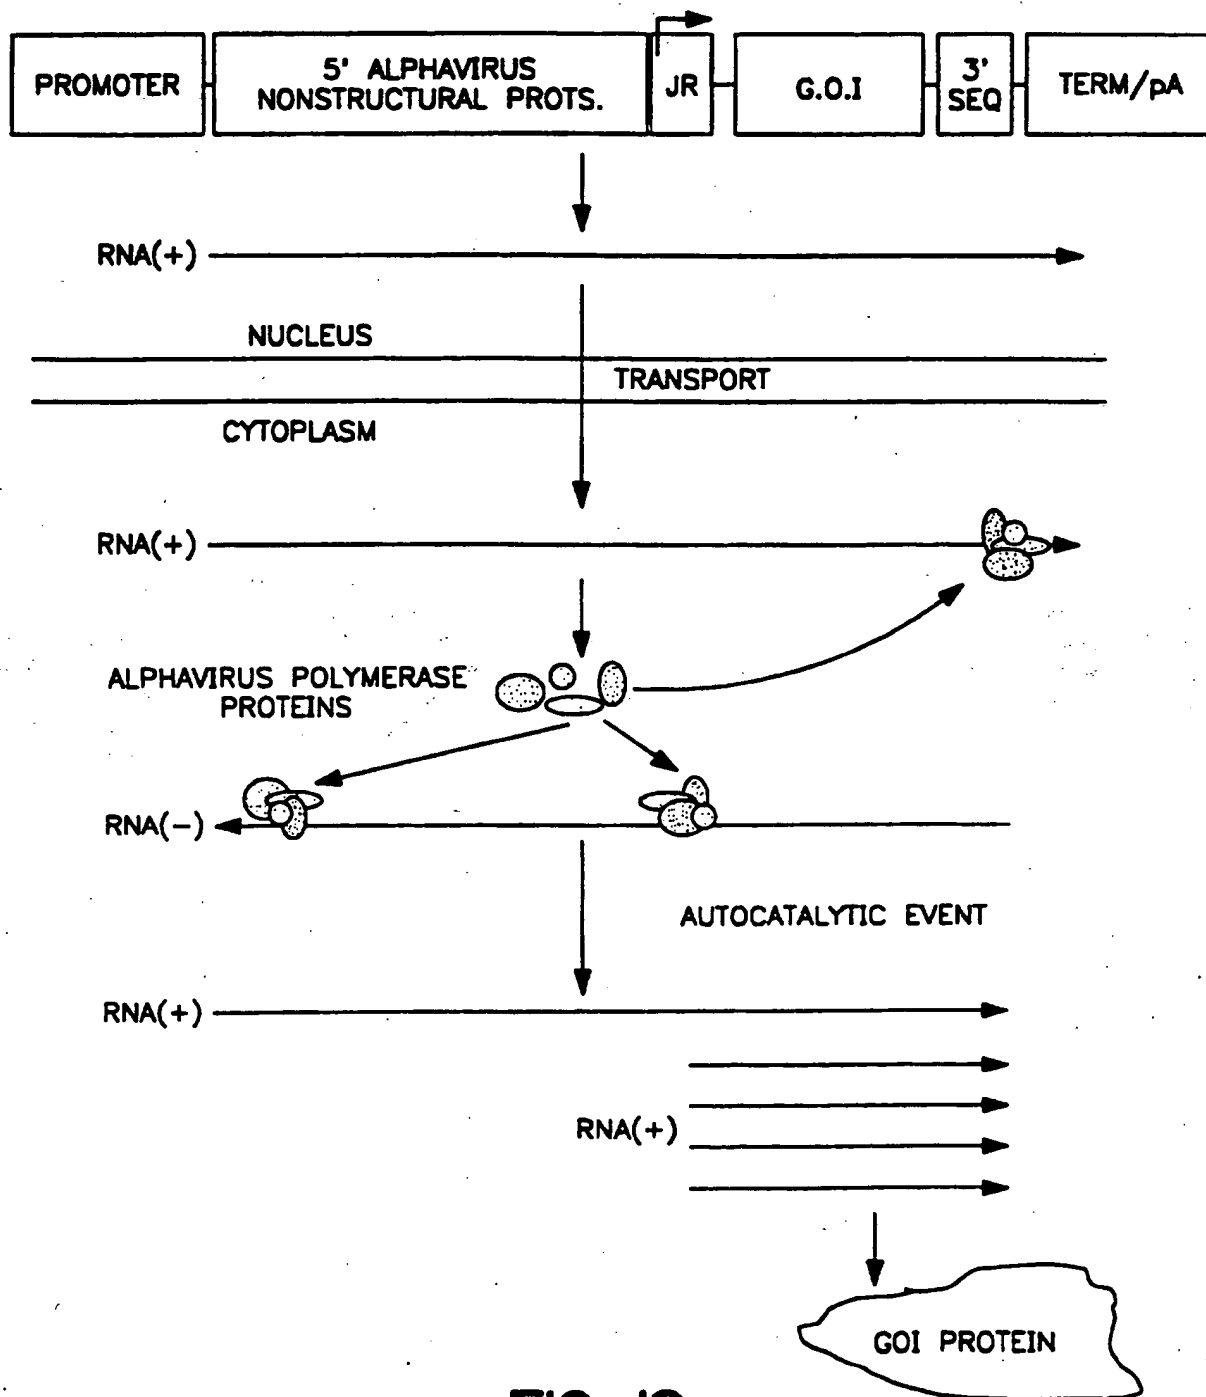 PROMOTER
5' ALPHAVIRUS
NONSTRUCTURAL PROTS.
JR
G.O.I
3'
SEQ
TERM/pA
RNA(+)
NUCLEUS
TRANSPORT
CYTOPLASM
RNA(+)
ALPHAVIRUS POLYMERASE
PROTEINS
RNA(-)
AUTOCATALYTIC EVENT
RNA(+)
RNA(+)
GOI PROTEIN